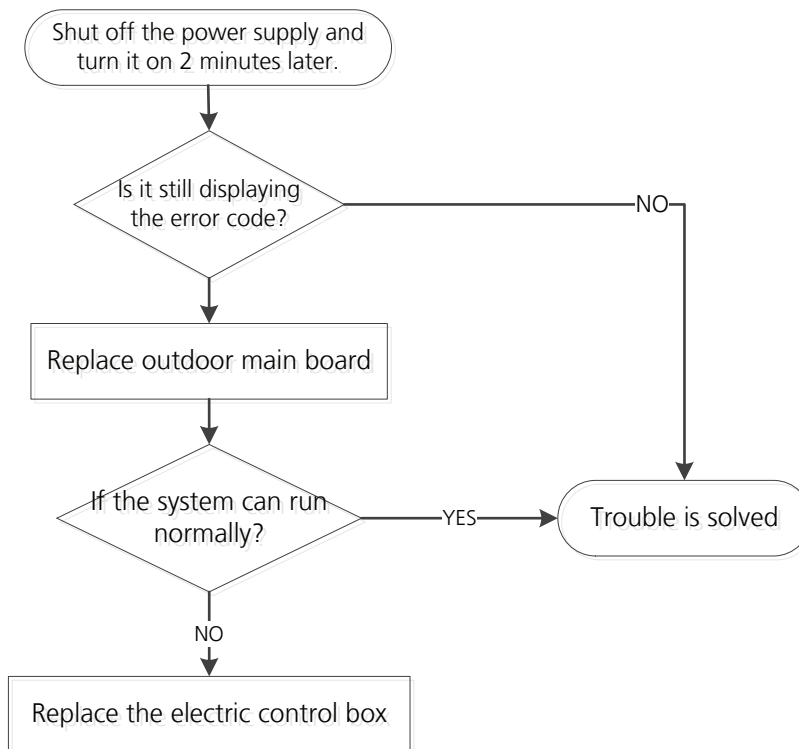 Shut off the power supply and
turn it on 2 minutes later.
Is it still displaying
the error code?
NO
Replace outdoor main board
If the system can run
normally?
YES
Trouble is solved
NO
Replace the electric control box